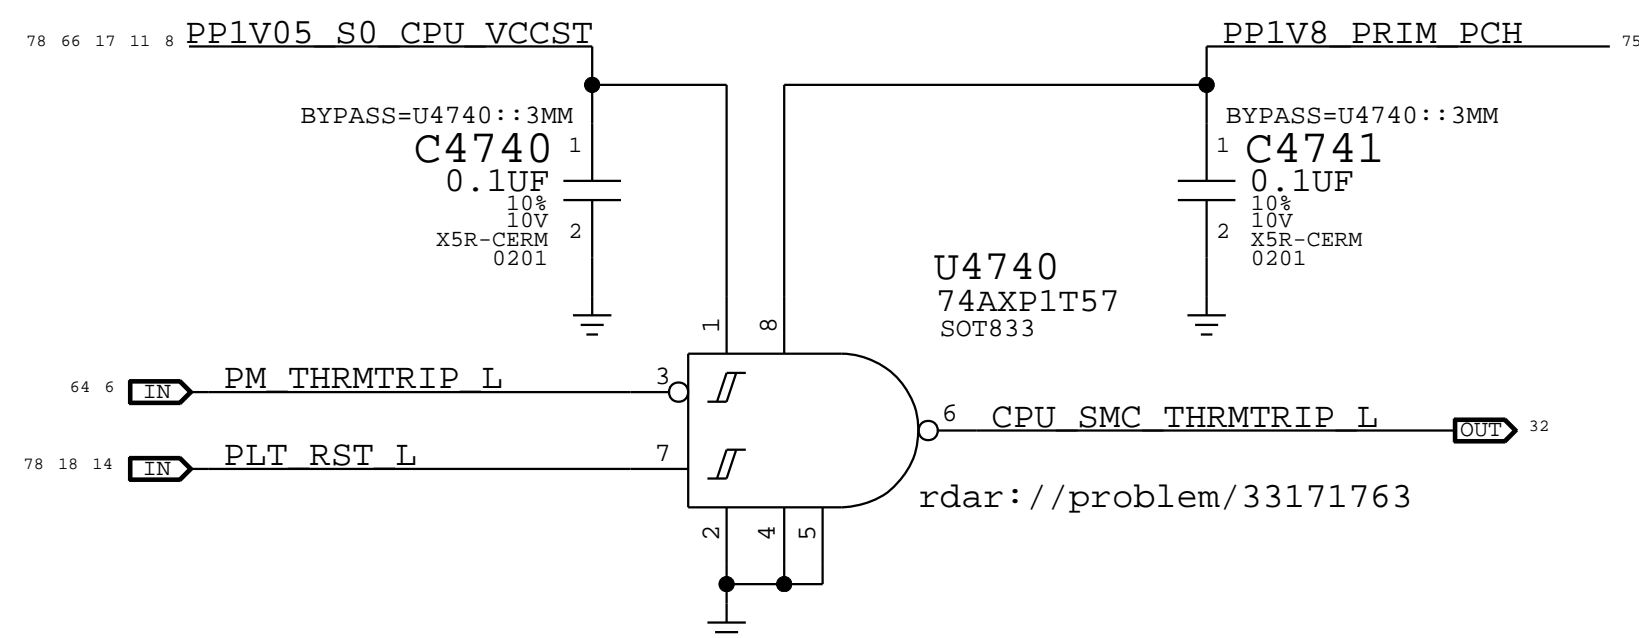 78 66 17 11 8 PP1V05_S0_CPU_VCCST
PP1V8_PRIM_PCH 75
BYPASS=U4740::3MM
C4740 1
0.1UF
10%
10V
X5R-CERM
0201
2
BYPASS=U4740::3MM
1 C4741
0.1UF
10%
10V
X5R-CERM
0201
2
U4740
74AXP1T57
SOT833
1
8
64 6 IN PM_THRMTRIP_L 3
6 CPU_SMC_THRMTRIP_L OUT 32
78 18 14 IN PLT_RST_L 7
rdar://problem/33171763
2
4
5